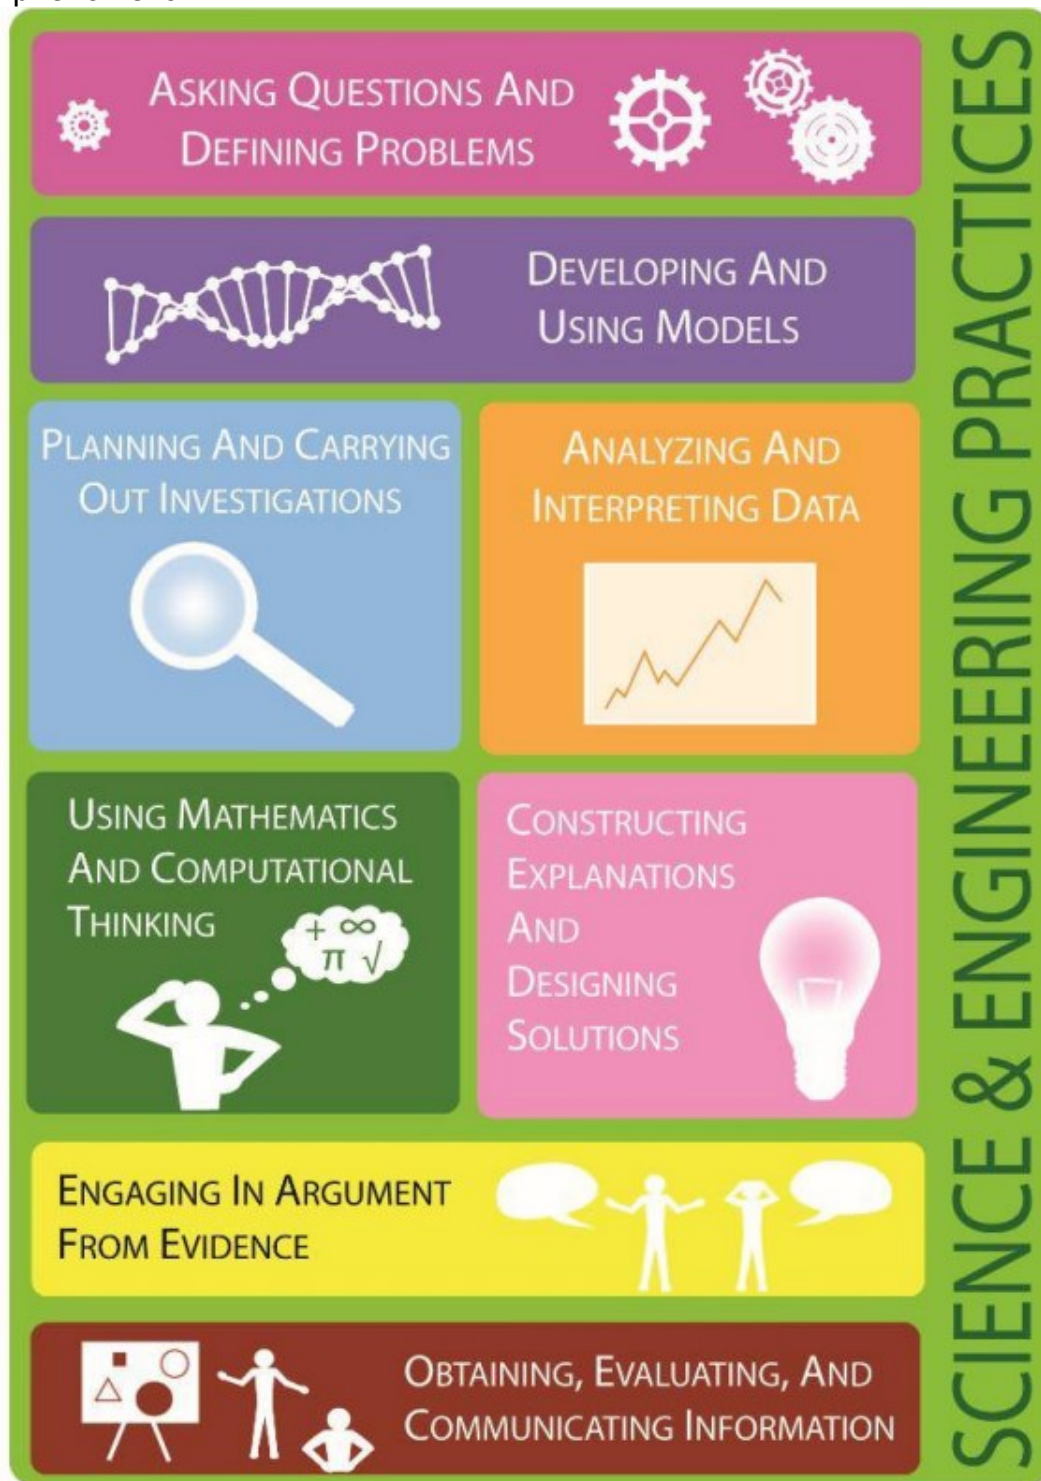 ASKING QUESTIONS AND
DEFINING PROBLEMS
DEVELOPING AND
USING MODELS
PLANNING AND CARRYING
OUT INVESTIGATIONS
ANALYZING AND
INTERPRETING DATA
USING MATHEMATICS
AND COMPUTATIONAL
THINKING
+ ∞
π √
CONSTRUCTING
EXPLANATIONS
AND
DESIGNING
SOLUTIONS
ENGAGING IN ARGUMENT
FROM EVIDENCE
OBTAINING, EVALUATING, AND
COMMUNICATING INFORMATION
SCIENCE & ENGINEERING PRACTICES